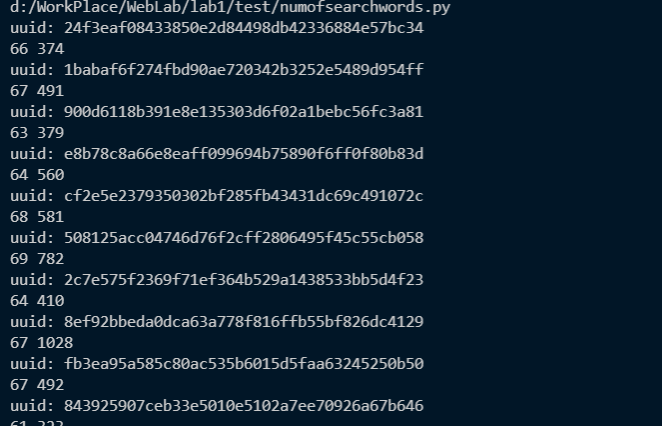 d:/WorkPlace/WebLab/lab1/test/numofsearchwords.py
uuid: 24f3eaf08433850e2d84498db42336884e57bc34
66 374
uuid: 1babaf6f274fbd90ae720342b3252e5489d954ff
67 491
uuid: 900d6118b391e8e135303d6f02a1bebc56fc3a81
63 379
uuid: e8b78c8a66e8eaff099694b75890f6ff0f80b83d
64 560
uuid: cf2e5e2379350302bf285fb43431dc69c491072c
68 581
uuid: 508125acc04746d76f2cff2806495f45c55cb058
69 782
uuid: 2c7e575f2369f71ef364b529a1438533bb5d4f23
64 410
uuid: 8ef92bbeda0dca63a778f816ffb55bf826dc4129
67 1028
uuid: fb3ea95a585c80ac535b6015d5faa63245250b50
67 492
uuid: 843925907ceb33e5010e5102a7ee70926a67b646